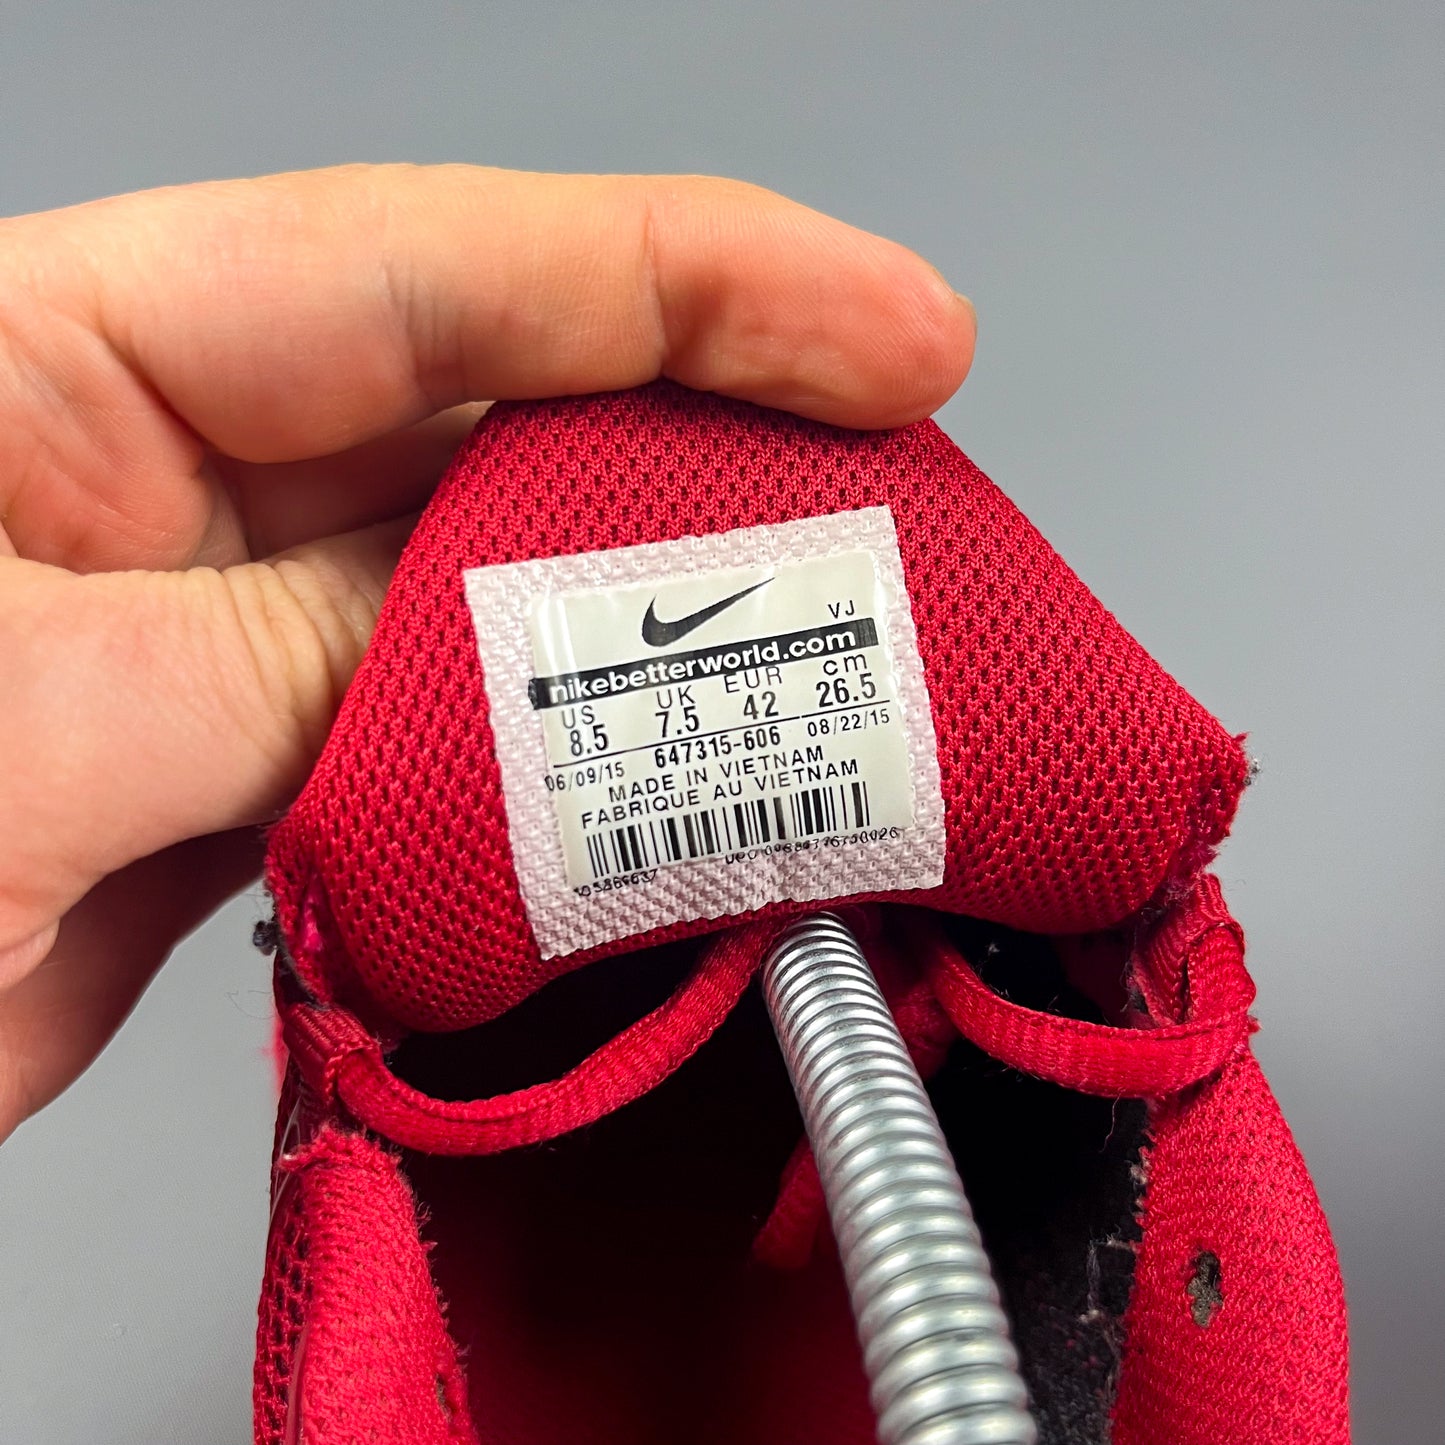 VJ
nikebetterworld.com
US UK EUR cm
8.5 7.5 42 26.5
06/09/15 647315-606 08/22/15
MADE IN VIETNAM
FABRIQUE AU VIETNAM
UPC